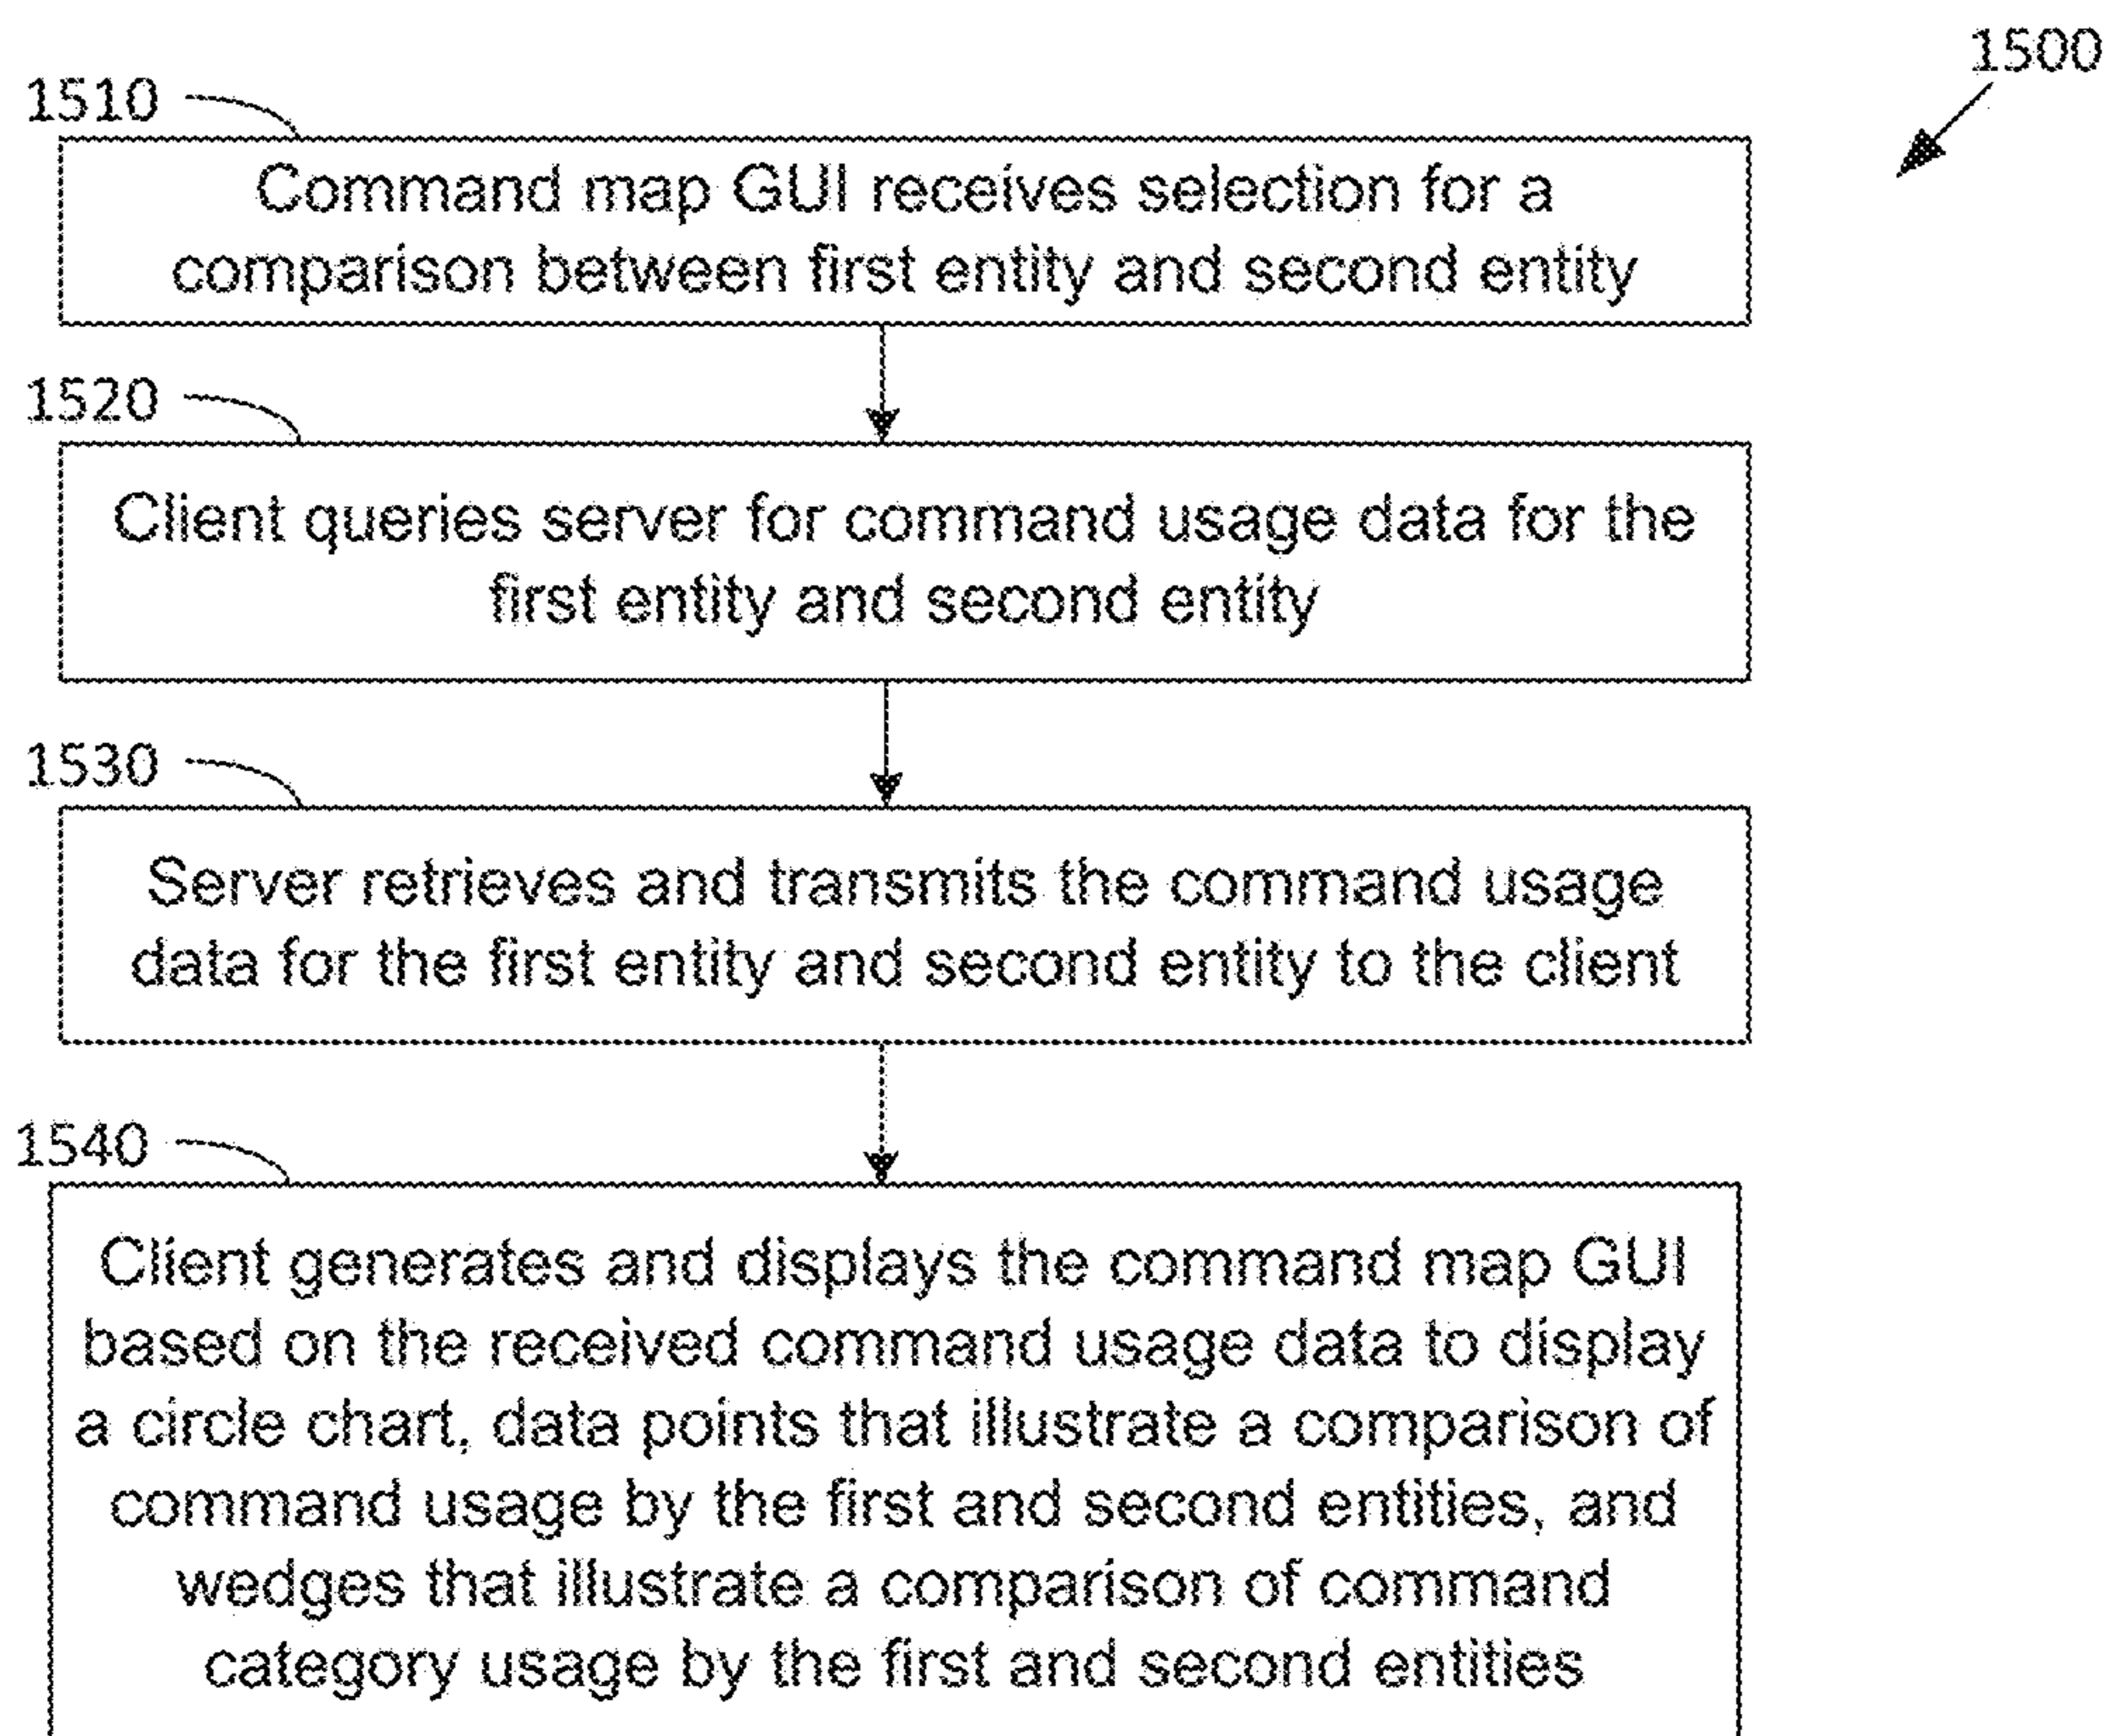 1500
1510
Command map GUI receives selection for a
comparison between first entity and second entity
1520
Client queries server for command usage data for the
first entity and second entity
1530
Server retrieves and transmits the command usage
data for the first entity and second entity to the client
1540
Client generates and displays the command map GUI
based on the received command usage data to display
a circle chart, data points that illustrate a comparison of
command usage by the first and second entities, and
wedges that illustrate a comparison of command
category usage by the first and second entities